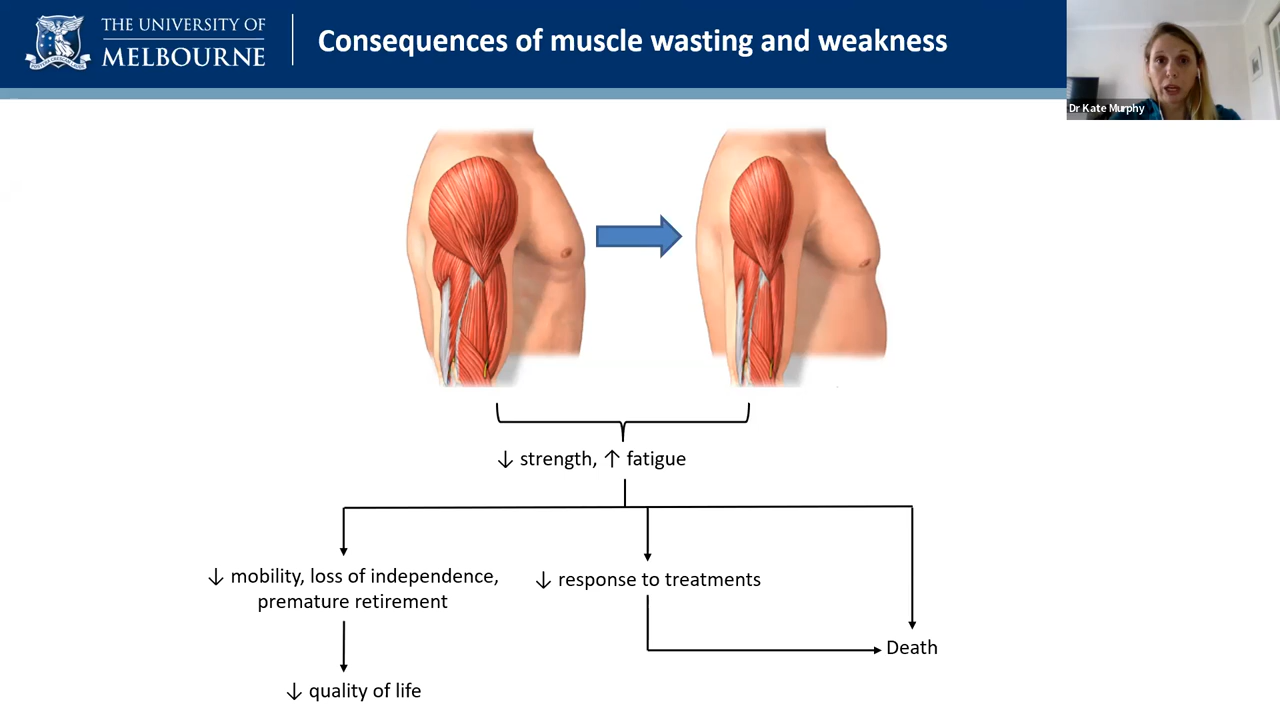 THE UNIVERSITY OF
MELBOURNE
Consequences of muscle wasting and weakness
Dr Kate Murphy
↓ strength, ↑ fatigue
↓ mobility, loss of independence,
premature retirement
↓ response to treatments
Death
↓ quality of life